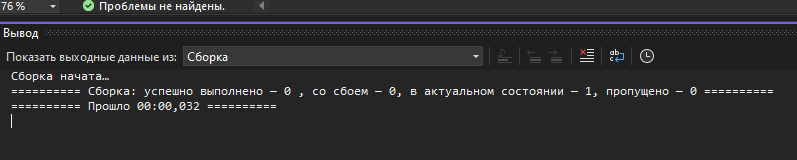 76 %
Проблемы не найдены.
Вывод
Показать выходные данные из: Сборка
Сборка начата…
========== Сборка: успешно выполнено — 0 , со сбоем — 0, в актуальном состоянии — 1, пропущено — 0 ==========
========== Прошло 00:00,032 ==========